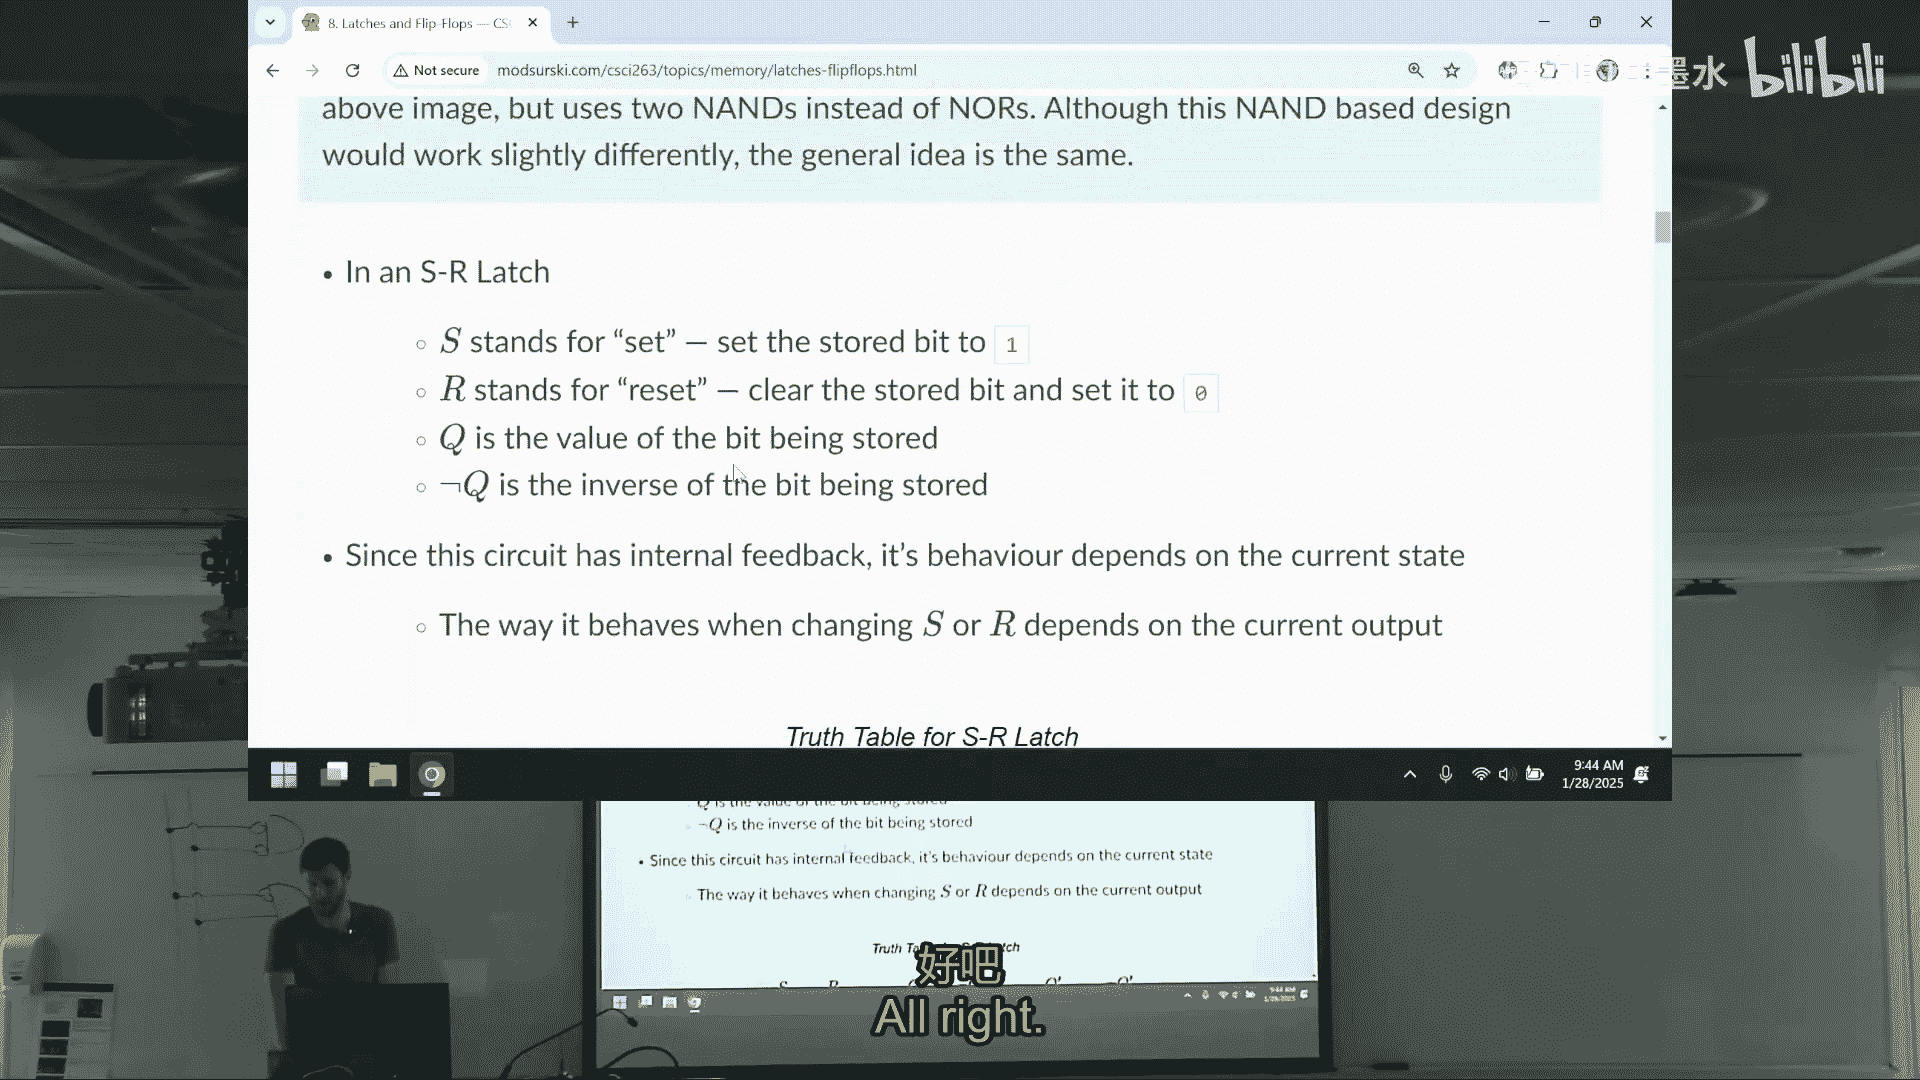 8. Latches and Flip-Flops — CS
Not secure
modsurski.com/csci263/topics/memory/latches-flipflops.html
墨水
bilibili
above image, but uses two NANDs instead of NORs. Although this NAND based design
would work slightly differently, the general idea is the same.
• In an S-R Latch
◦ S stands for “set” — set the stored bit to 1
◦ R stands for “reset” — clear the stored bit and set it to 0
◦ Q is the value of the bit being stored
◦ ¬Q is the inverse of the bit being stored
• Since this circuit has internal feedback, it’s behaviour depends on the current state
◦ The way it behaves when changing S or R depends on the current output
Truth Table for S-R Latch
9:44 AM
1/28/2025
Q is the value of the bit being stored
¬Q is the inverse of the bit being stored
• Since this circuit has internal feedback, it’s behaviour depends on the current state
The way it behaves when changing S or R depends on the current output
好吧
All right.